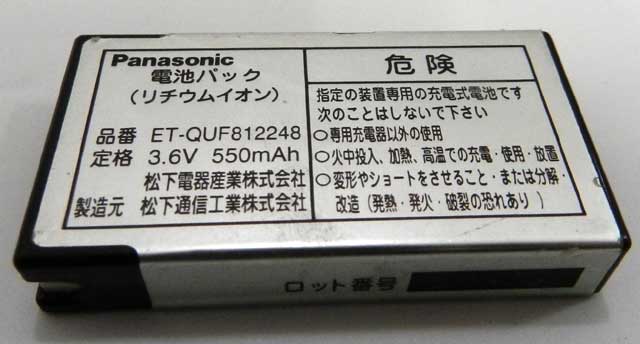 Panasonic
電池パック
(リチウムイオン)
品番 ET-QUF812248
定格 3.6V 550mAh
松下電器産業株式会社
製造元 松下通信工業株式会社
危険
指定の装置専用の充電式電池です
次のことはしないで下さい
○専用充電器以外の使用
○火中投入、加熱、高温での充電・使用・放置
○変形やショートをさせること・または分解・
改造(発熱・発火・破裂の恐れあり)
ロット番号